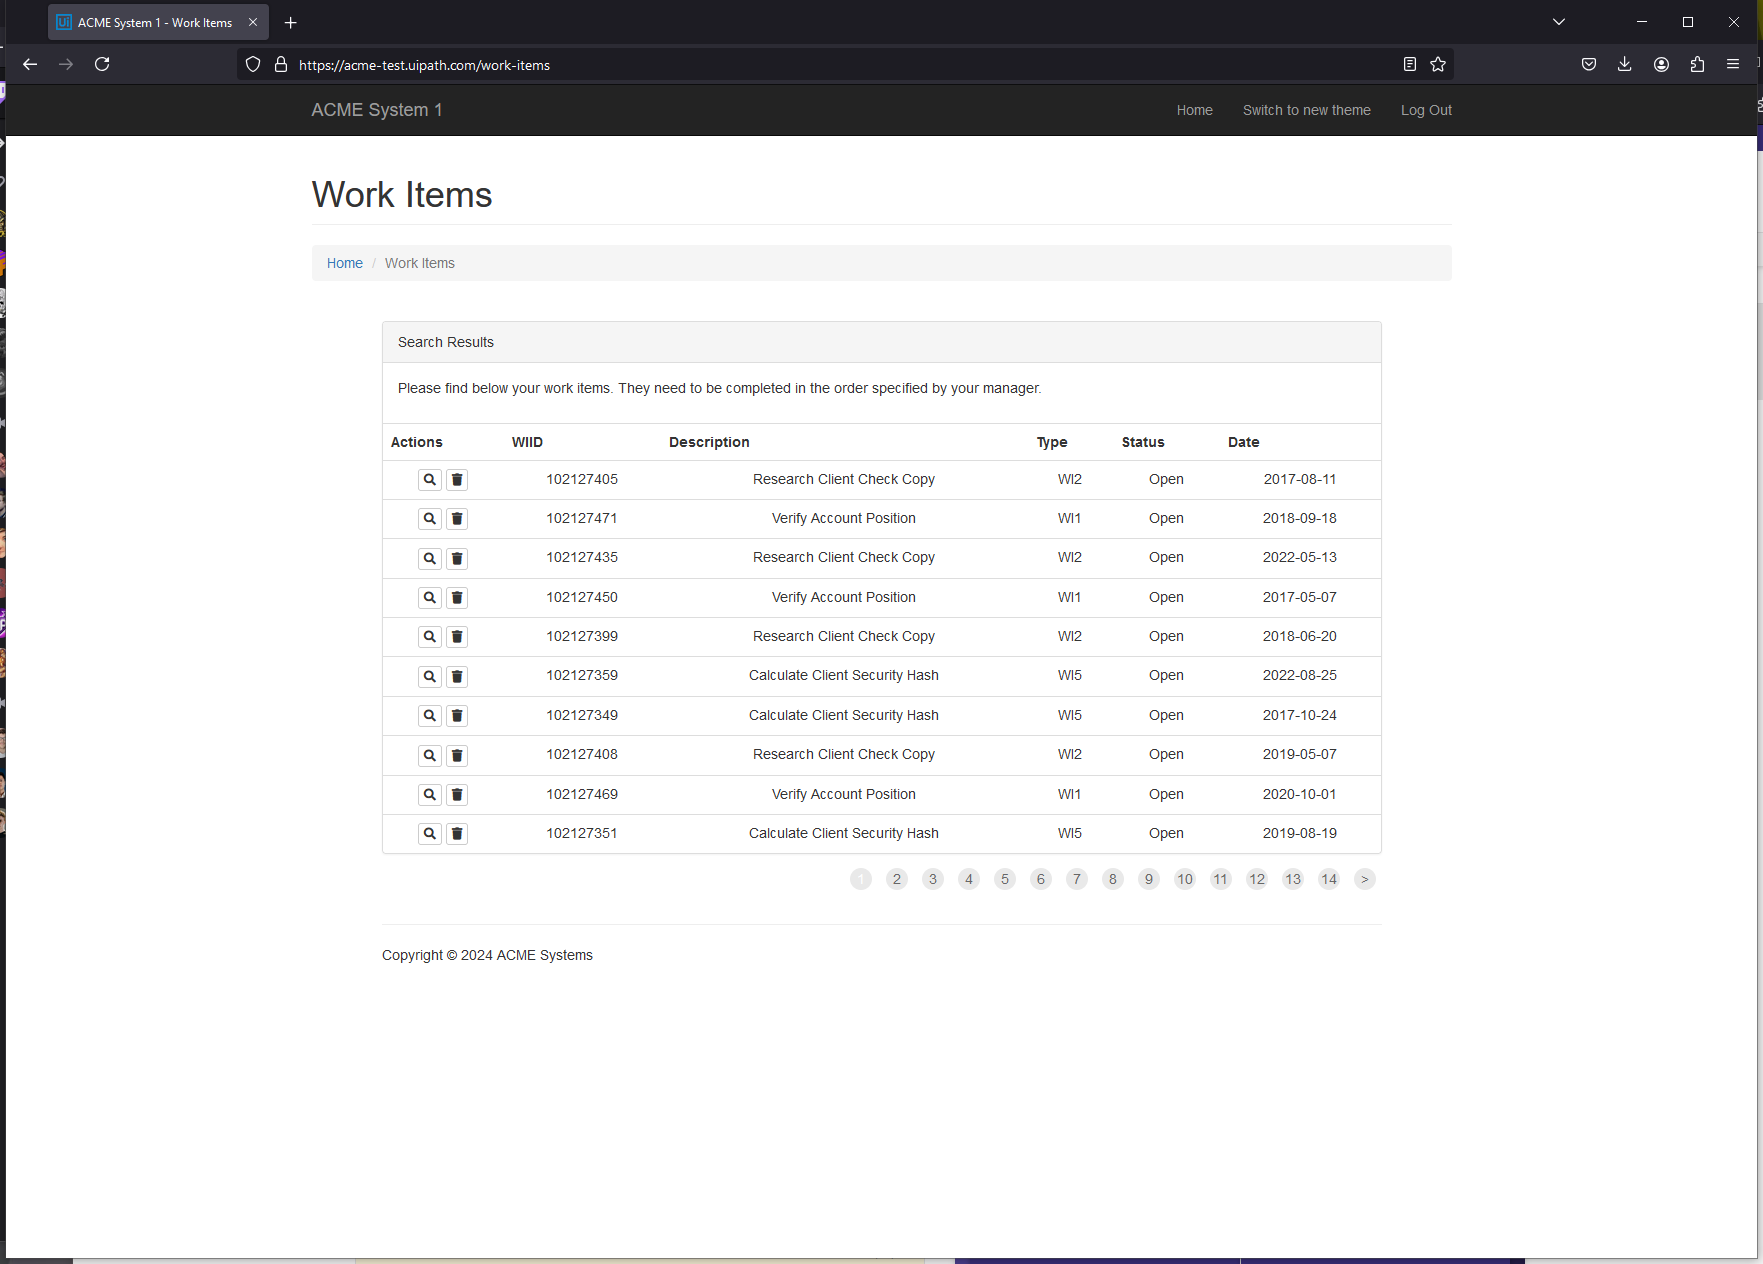 ACME System 1 - Work Items
https://acme-test.uipath.com/work-items
ACME System 1 Home Switch to new theme Log Out
Work Items
Home / Work Items
Search Results
Please find below your work items. They need to be completed in the order specified by your manager.
Actions WIID Description Type Status Date
102127405 Research Client Check Copy WI2 Open 2017-08-11
102127471 Verify Account Position WI1 Open 2018-09-18
102127435 Research Client Check Copy WI2 Open 2022-05-13
102127450 Verify Account Position WI1 Open 2017-05-07
102127399 Research Client Check Copy WI2 Open 2018-06-20
102127359 Calculate Client Security Hash WI5 Open 2022-08-25
102127349 Calculate Client Security Hash WI5 Open 2017-10-24
102127408 Research Client Check Copy WI2 Open 2019-05-07
102127469 Verify Account Position WI1 Open 2020-10-01
102127351 Calculate Client Security Hash WI5 Open 2019-08-19
1 2 3 4 5 6 7 8 9 10 11 12 13 14 >
Copyright © 2024 ACME Systems